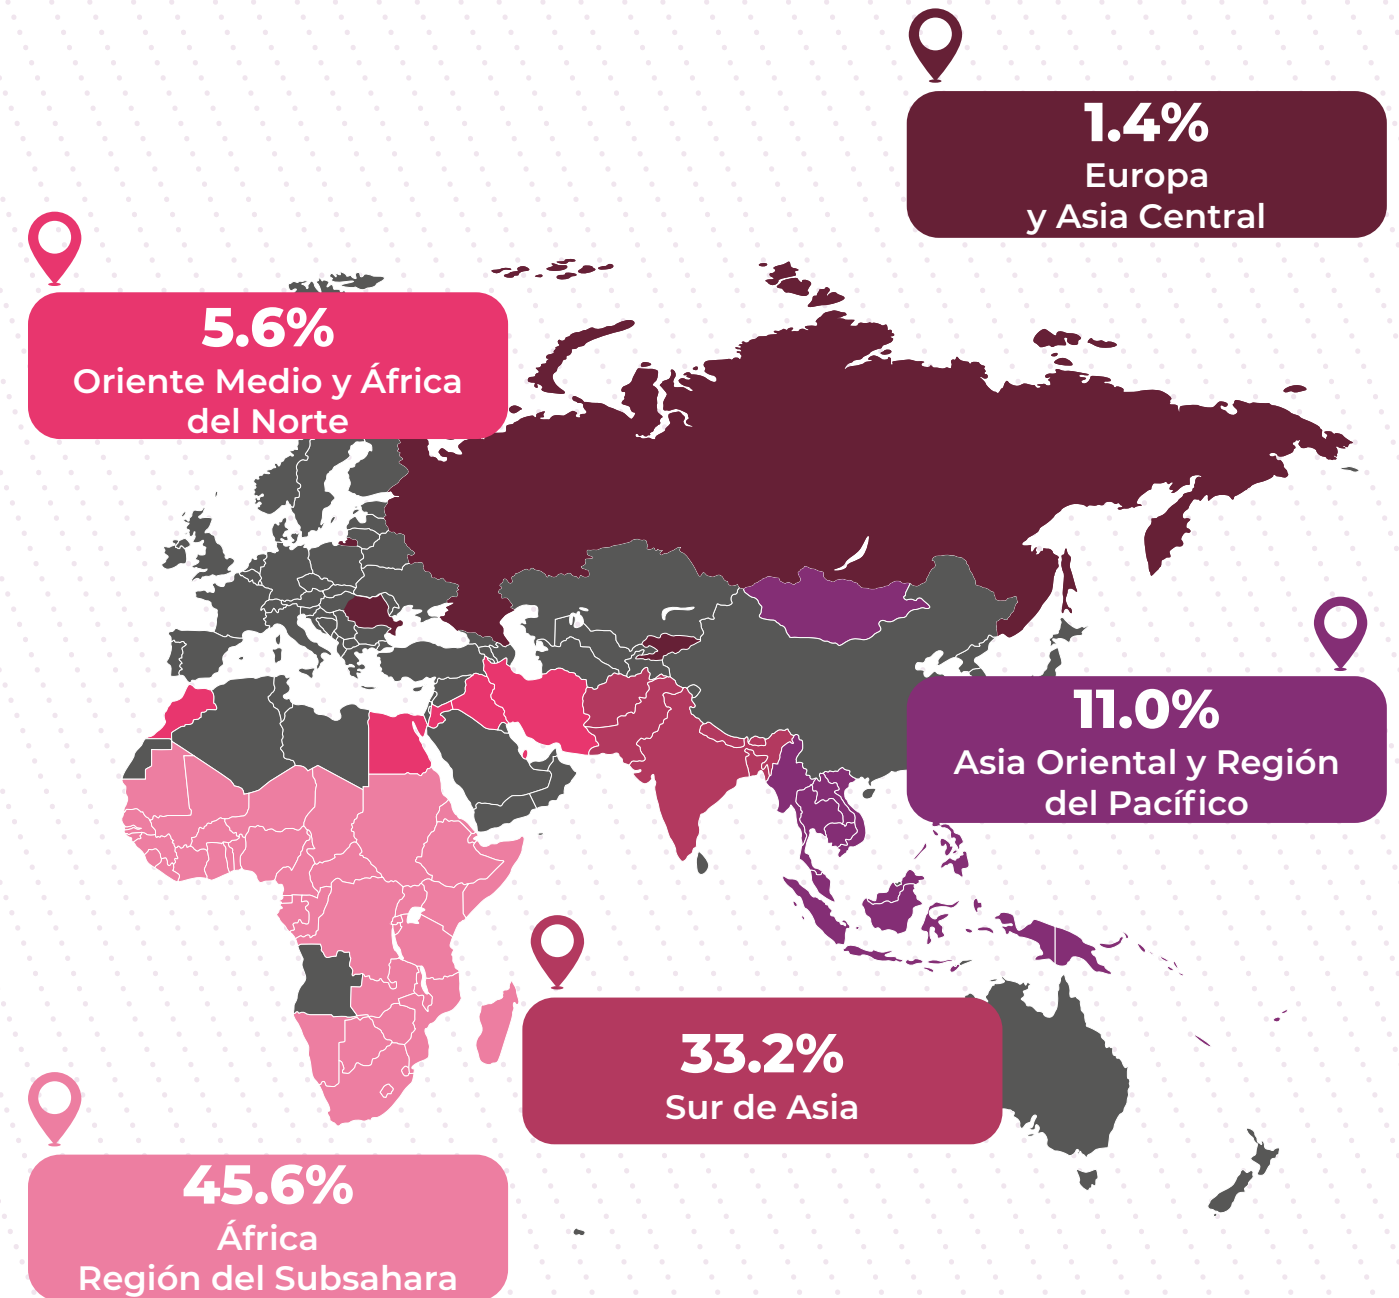 1.4%
Europa
y Asia Central
5.6%
Oriente Medio y África
del Norte
11.0%
Asia Oriental y Región
del Pacífico
33.2%
Sur de Asia
45.6%
África
Región del Subsahara